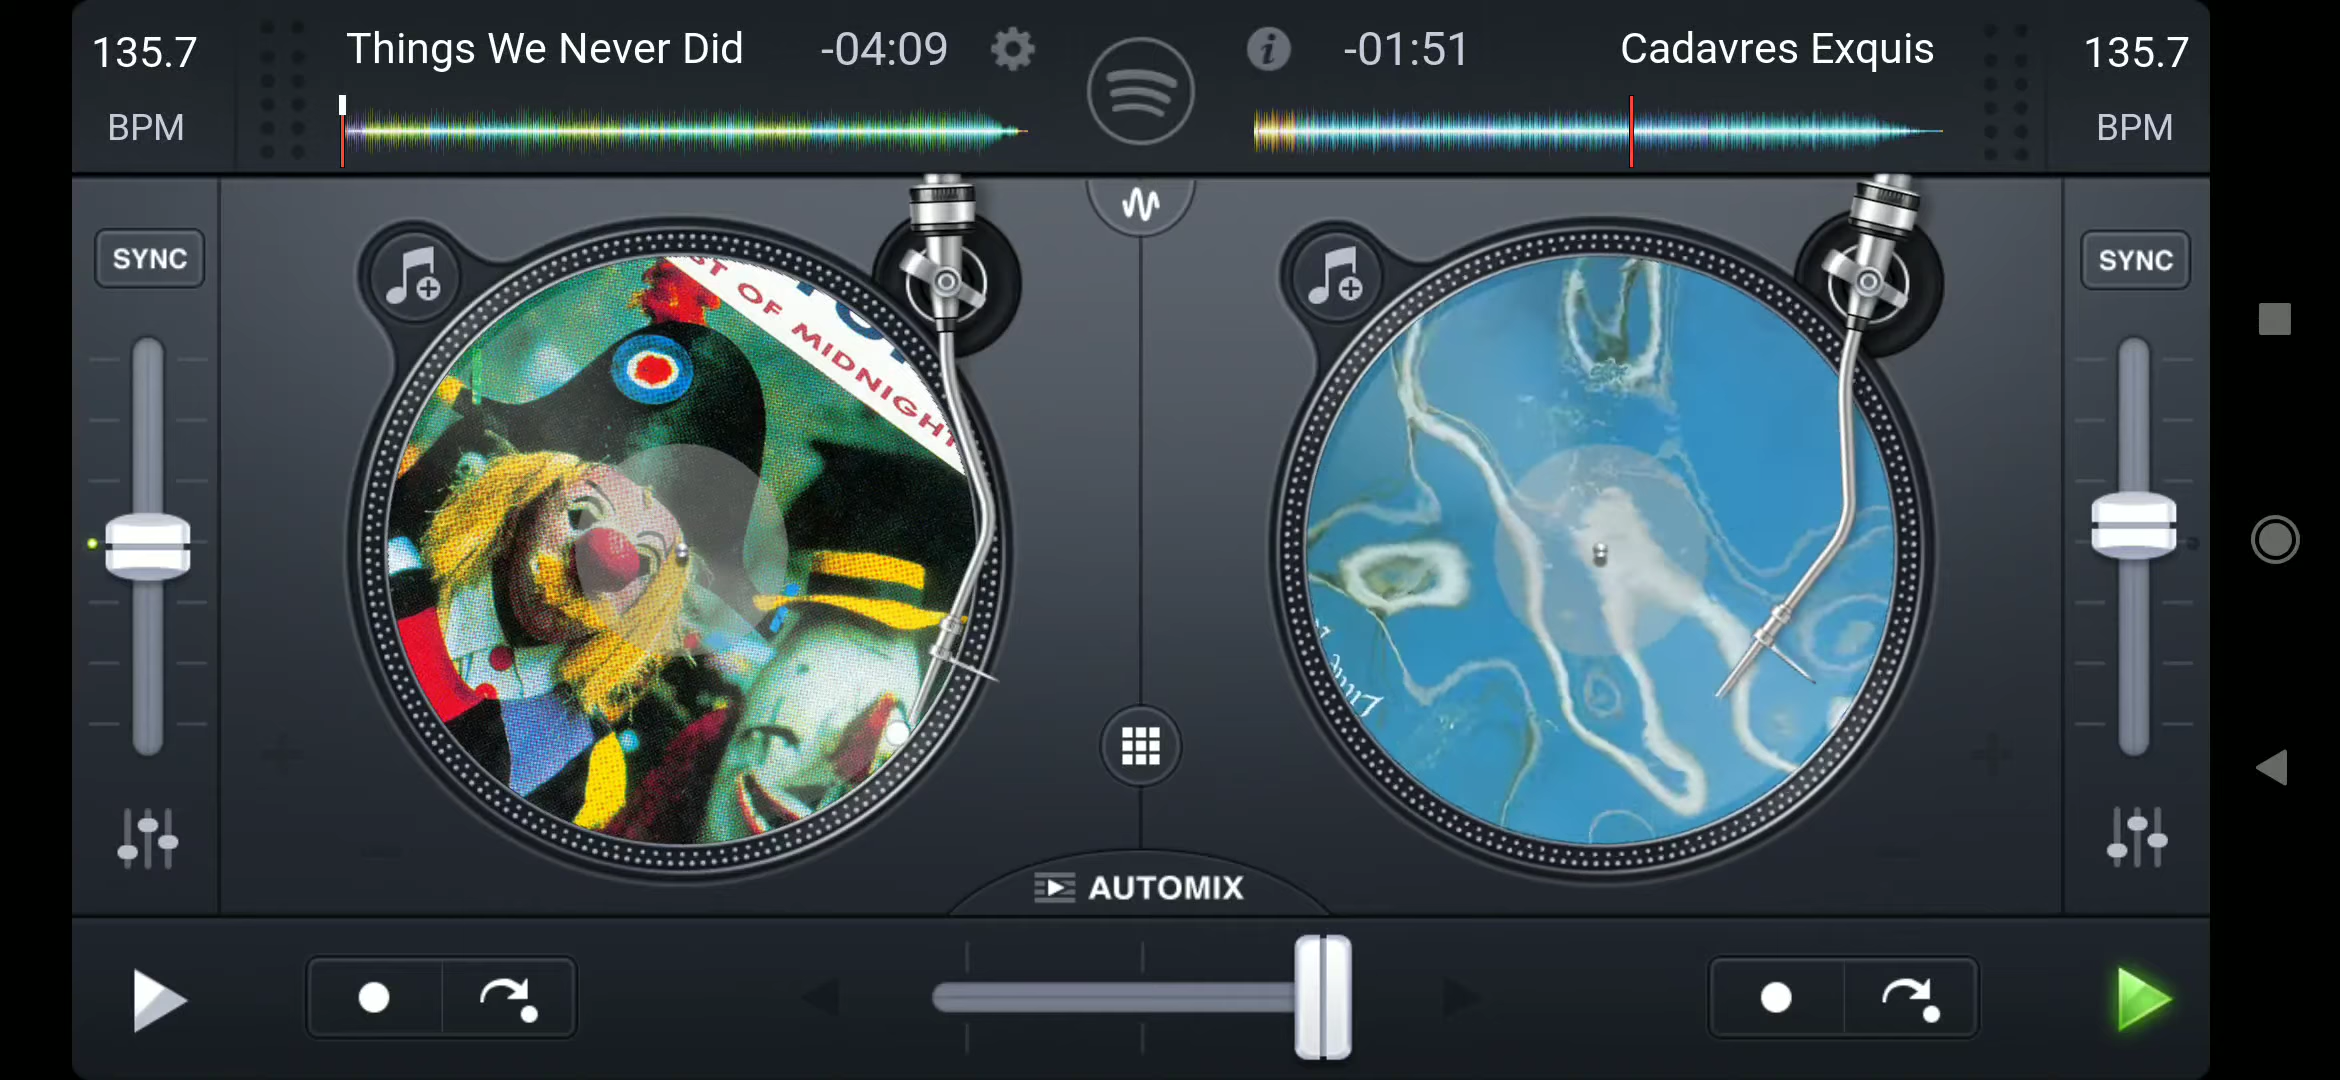 135.7
BPM
Things We Never Did
-04:09
-01:51
Cadavres Exquis
135.7
BPM
SYNC
SYNC
OF MIDNIGHT
AUTOMIX